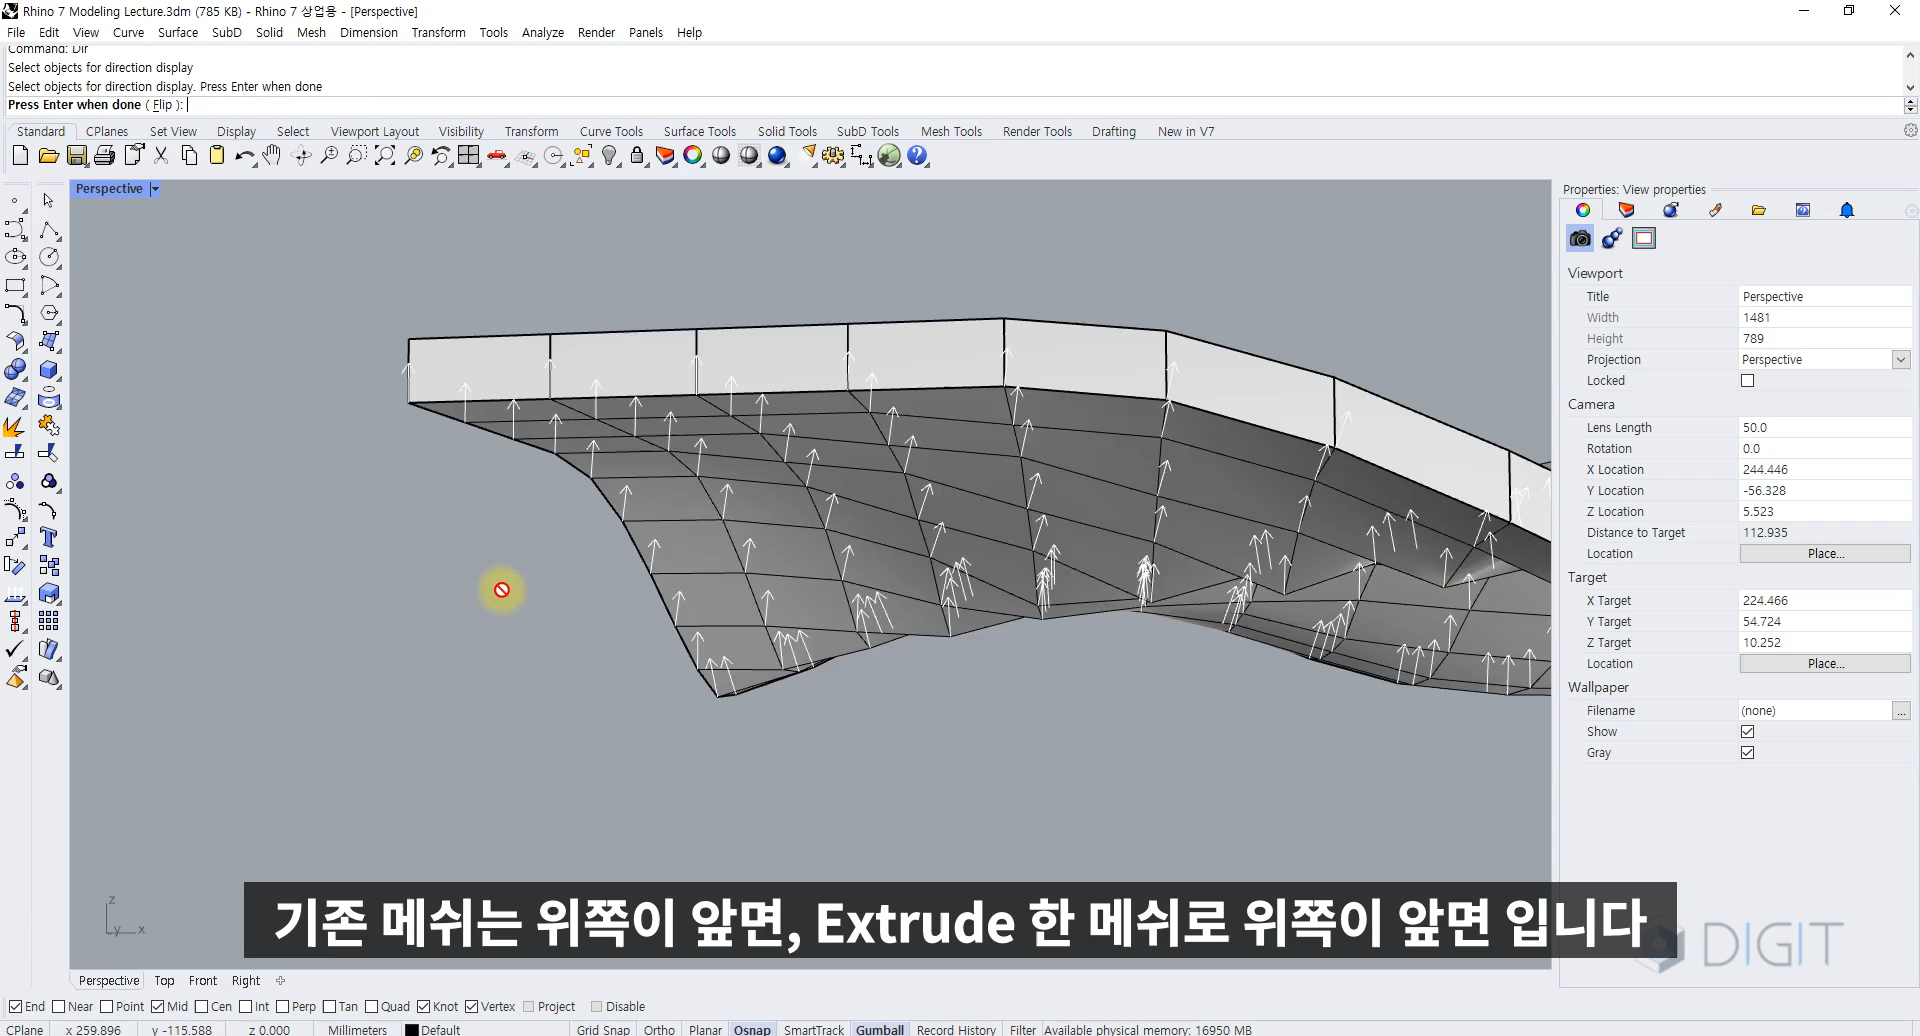 Rhino 7 Modeling Lecture.3dm (785 KB) - Rhino 7 상업용 - [Perspective]
File Edit View Curve Surface SubD Solid Mesh Dimension Transform Tools Analyze Render Panels Help
Command: Dir
Select objects for direction display
Select objects for direction display. Press Enter when done
Press Enter when done ( Flip ):
Standard CPlanes Set View Display Select Viewport Layout Visibility Transform Curve Tools Surface Tools Solid Tools SubD Tools Mesh Tools Render Tools Drafting New in V7
Perspective
Properties: View properties
Viewport
Title Perspective
Width 1481
Height 789
Projection Perspective
Locked
Camera
Lens Length 50.0
Rotation 0.0
X Location 244.446
Y Location -56.328
Z Location 5.523
Distance to Target 112.935
Location Place...
Target
X Target 224.466
Y Target 54.724
Z Target 10.252
Location Place...
Wallpaper
Filename (none) ...
Show
Gray
z
y x
기존 메쉬는 위쪽이 앞면, Extrude 한 메쉬로 위쪽이 앞면 입니다
DIGIT
Perspective Top Front Right
End Near Point Mid Cen Int Perp Tan Quad Knot Vertex Project Disable
CPlane x 259.896 y -115.588 z 0.000 Millimeters Default Grid Snap Ortho Planar Osnap SmartTrack Gumball Record History Filter Available physical memory: 16950 MB